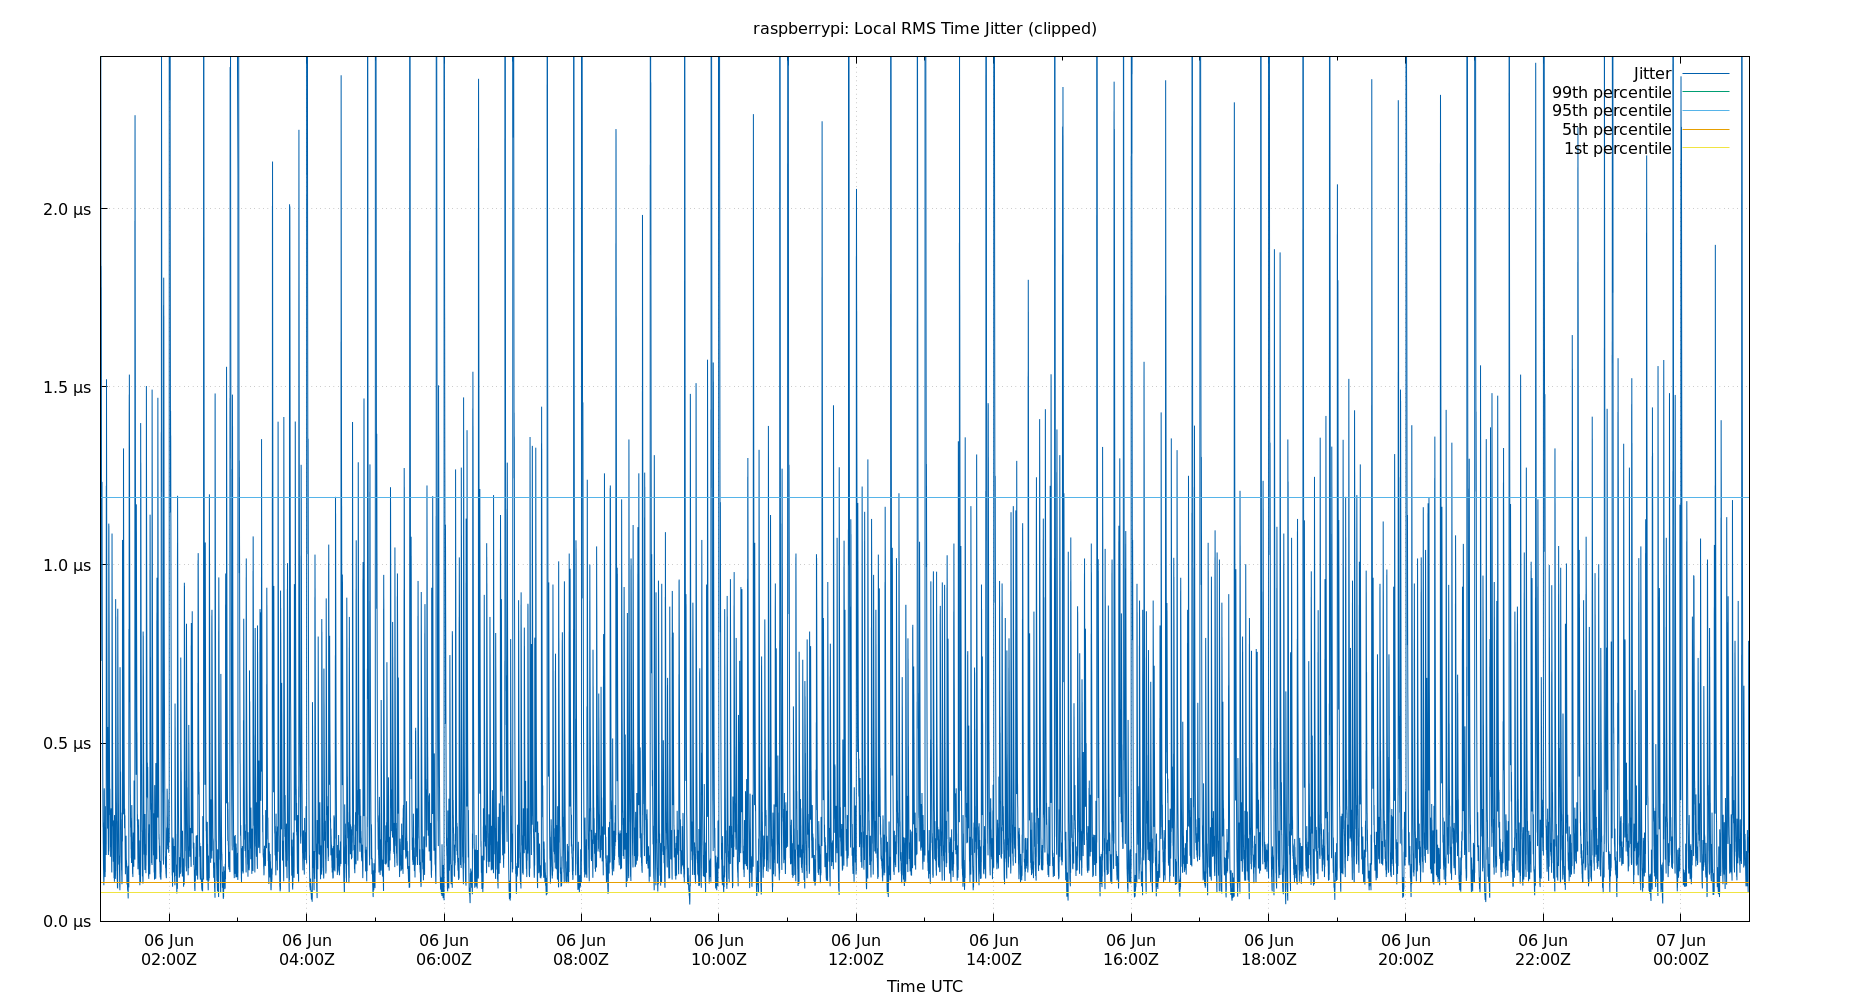 raspberrypi: Local RMS Time Jitter (clipped)
Jitter
99th percentile
95th percentile
5th percentile
1st percentile
2.0 µs
1.5 µs
1.0 µs
0.5 µs
0.0 µs
06 Jun 06 Jun 06 Jun 06 Jun 06 Jun 06 Jun 06 Jun 06 Jun 06 Jun 06 Jun 06 Jun 07 Jun
02:00Z 04:00Z 06:00Z 08:00Z 10:00Z 12:00Z 14:00Z 16:00Z 18:00Z 20:00Z 22:00Z 00:00Z
Time UTC